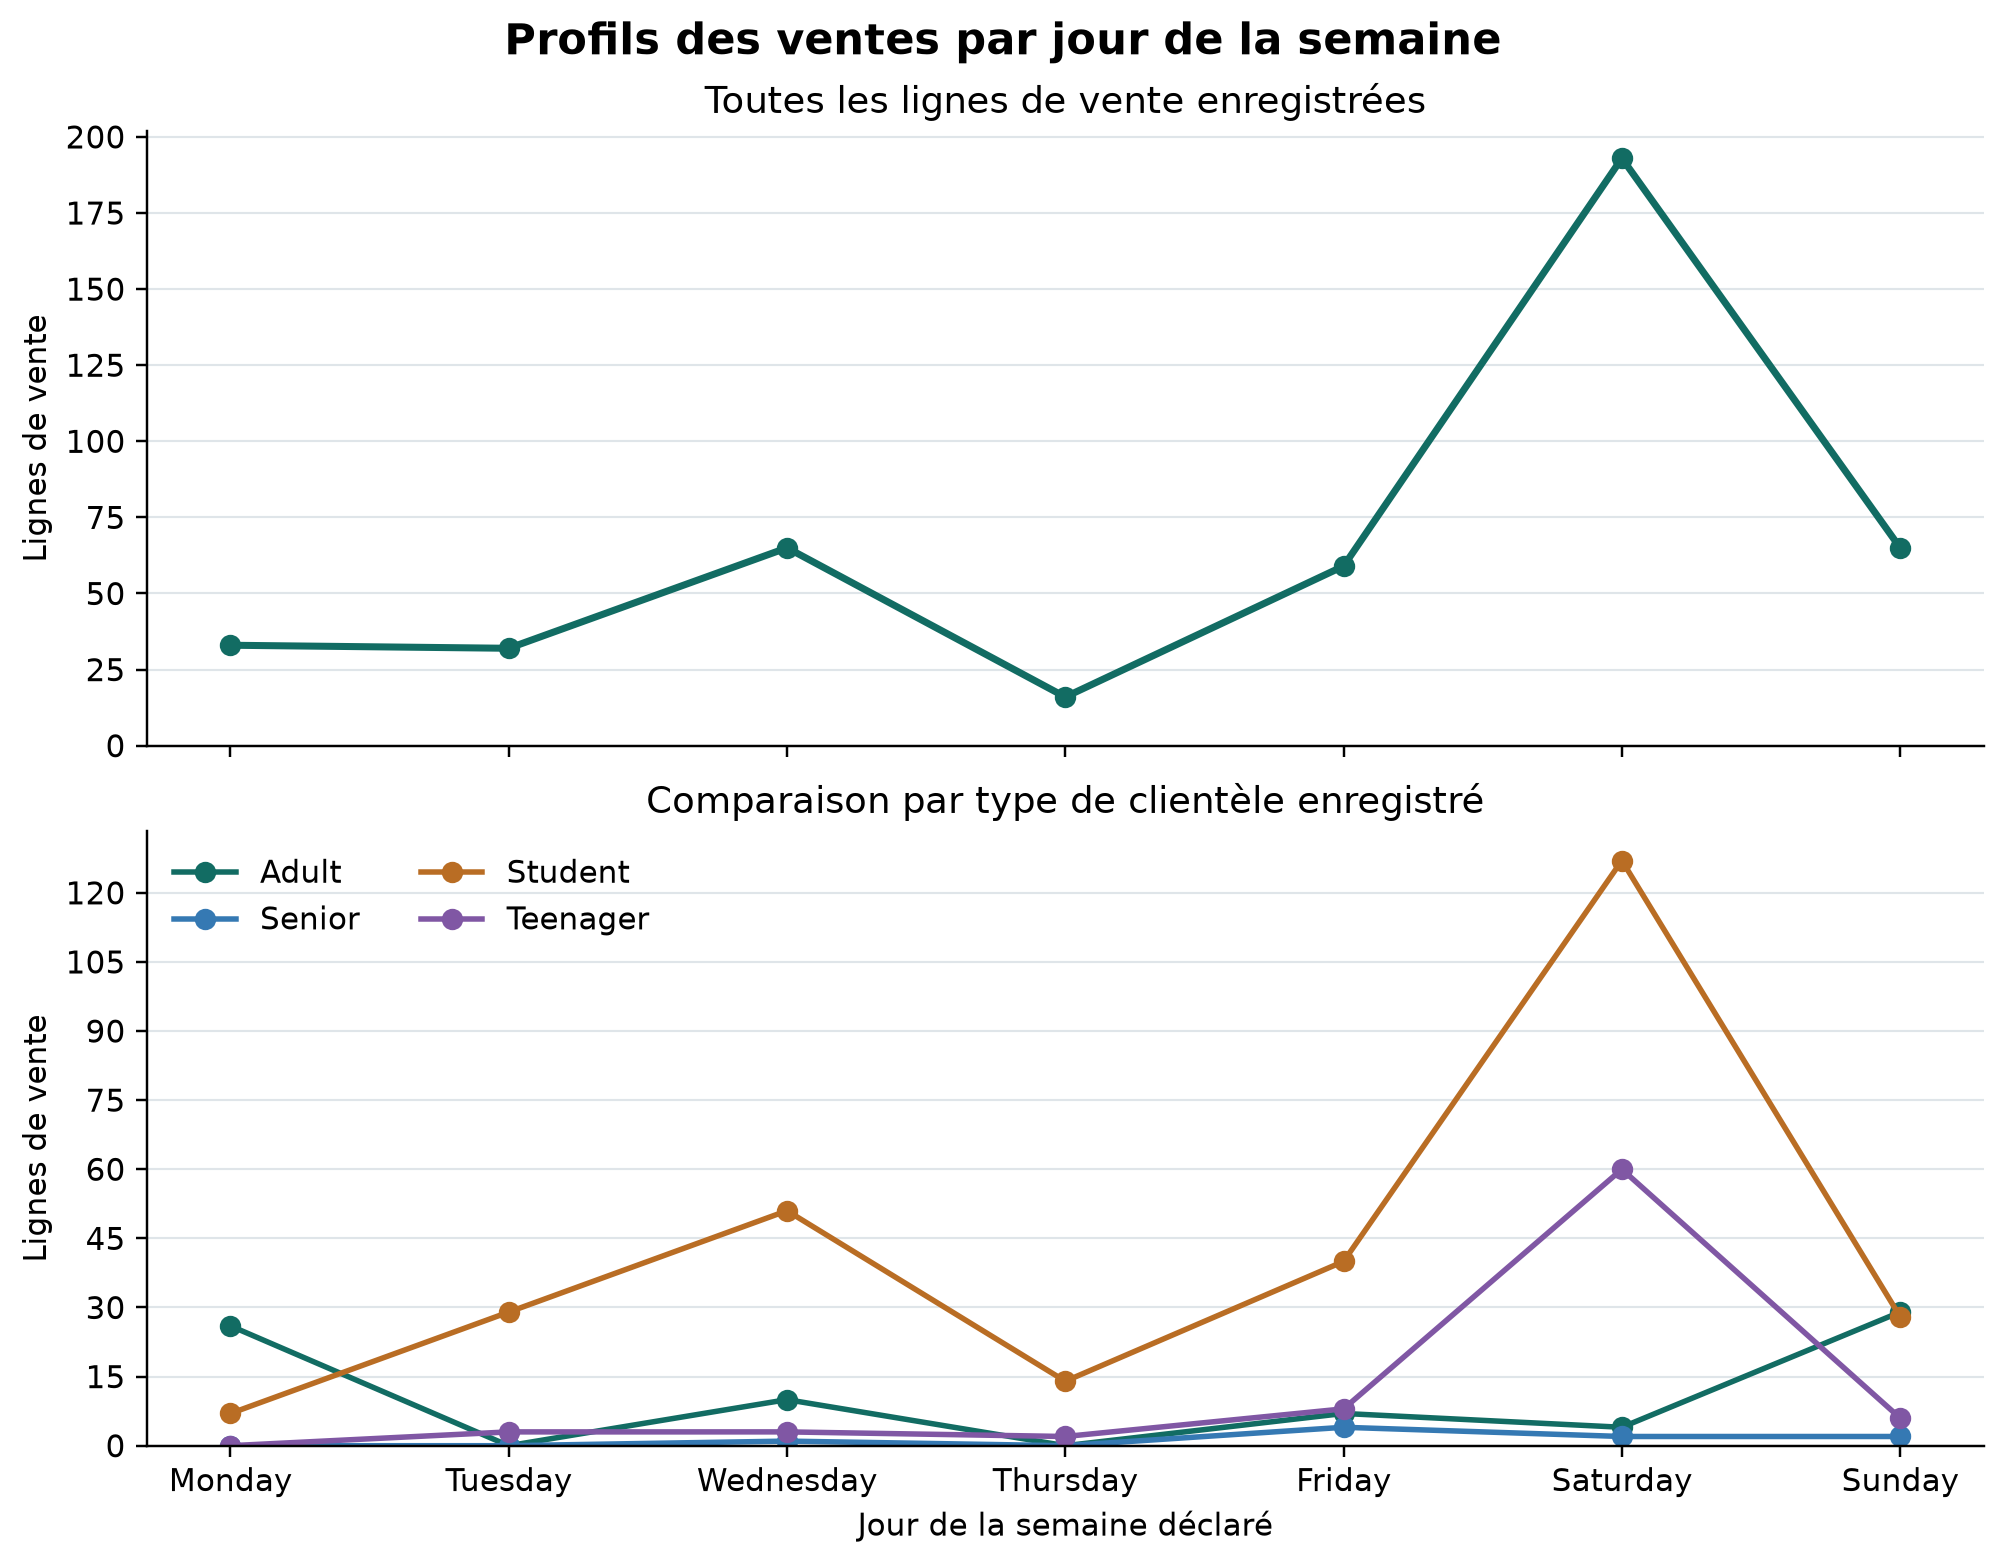 Profils des ventes par jour de la semaine
Toutes les lignes de vente enregistrées
200
175
150
125
100
75
50
25
0
Lignes de vente
Comparaison par type de clientèle enregistré
Adult
Senior
Student
Teenager
120
105
90
75
60
45
30
15
0
Lignes de vente
Monday Tuesday Wednesday Thursday Friday Saturday Sunday
Jour de la semaine déclaré